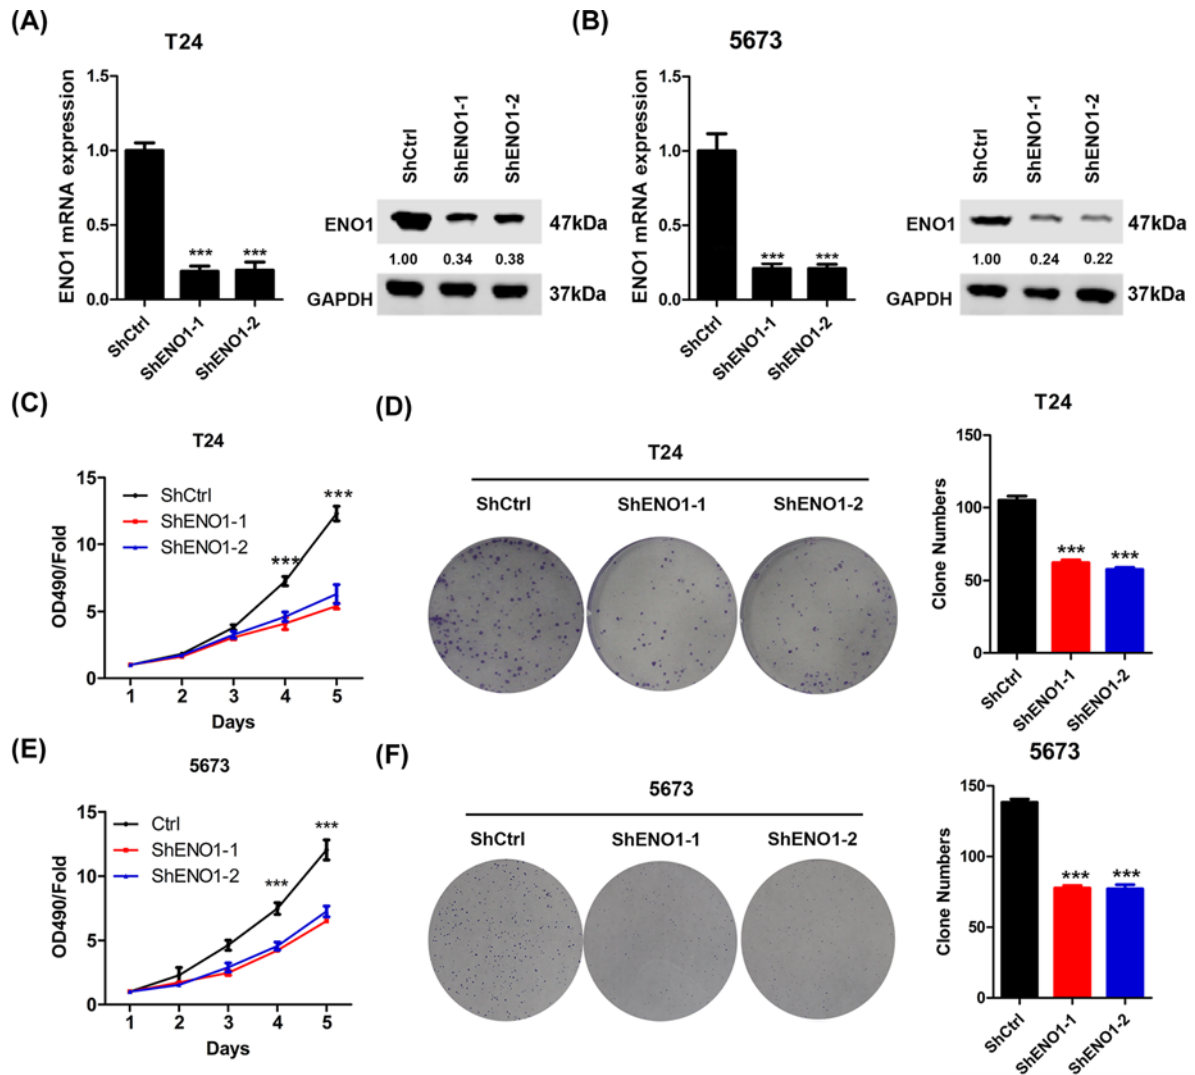 (A)
T24
ENO1 mRNA expression
1.5
1.0
0.5
0.0
***
***
ShCtrl
ShENO1-1
ShENO1-2
ShCtrl
ShENO1-1
ShENO1-2
ENO1
47kDa
1.00 0.34 0.38
GAPDH
37kDa
(B)
5673
ENO1 mRNA expression
1.5
1.0
0.5
0.0
***
***
ShCtrl
ShENO1-1
ShENO1-2
ShCtrl
ShENO1-1
ShENO1-2
ENO1
47kDa
1.00 0.24 0.22
GAPDH
37kDa
(C)
T24
OD490/Fold
15
10
5
0
ShCtrl
ShENO1-1
ShENO1-2
***
***
1 2 3 4 5
Days
(D)
T24
ShCtrl ShENO1-1 ShENO1-2
T24
Clone Numbers
150
100
50
0
***
***
ShCtrl
ShENO1-1
ShENO1-2
(E)
5673
OD490/Fold
15
10
5
0
Ctrl
ShENO1-1
ShENO1-2
***
***
1 2 3 4 5
Days
(F)
5673
ShCtrl ShENO1-1 ShENO1-2
5673
Clone Numbers
150
100
50
0
***
***
ShCtrl
ShENO1-1
ShENO1-2